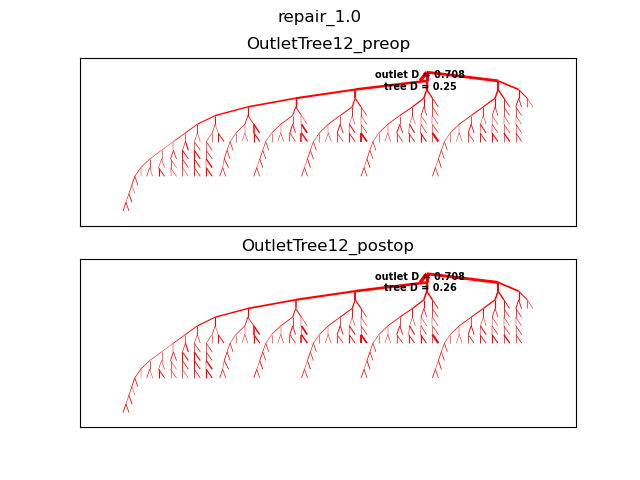 repair_1.0
OutletTree12_preop
outlet D = 0.708
tree D = 0.25
OutletTree12_postop
outlet D = 0.708
tree D = 0.26